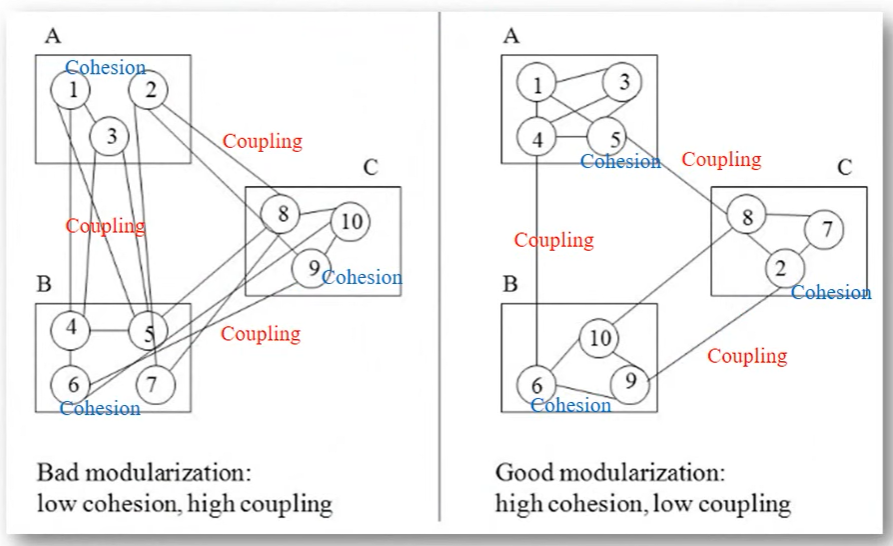 A
Cohesion
1
2
3
Coupling
C
8
10
Coupling
9
Cohesion
B
4
5
Coupling
6
7
Cohesion
Bad modularization:
low cohesion, high coupling
A
1
3
4
5
Cohesion
Coupling
C
8
7
Coupling
2
B
Cohesion
10
Coupling
6
9
Cohesion
Good modularization:
high cohesion, low coupling